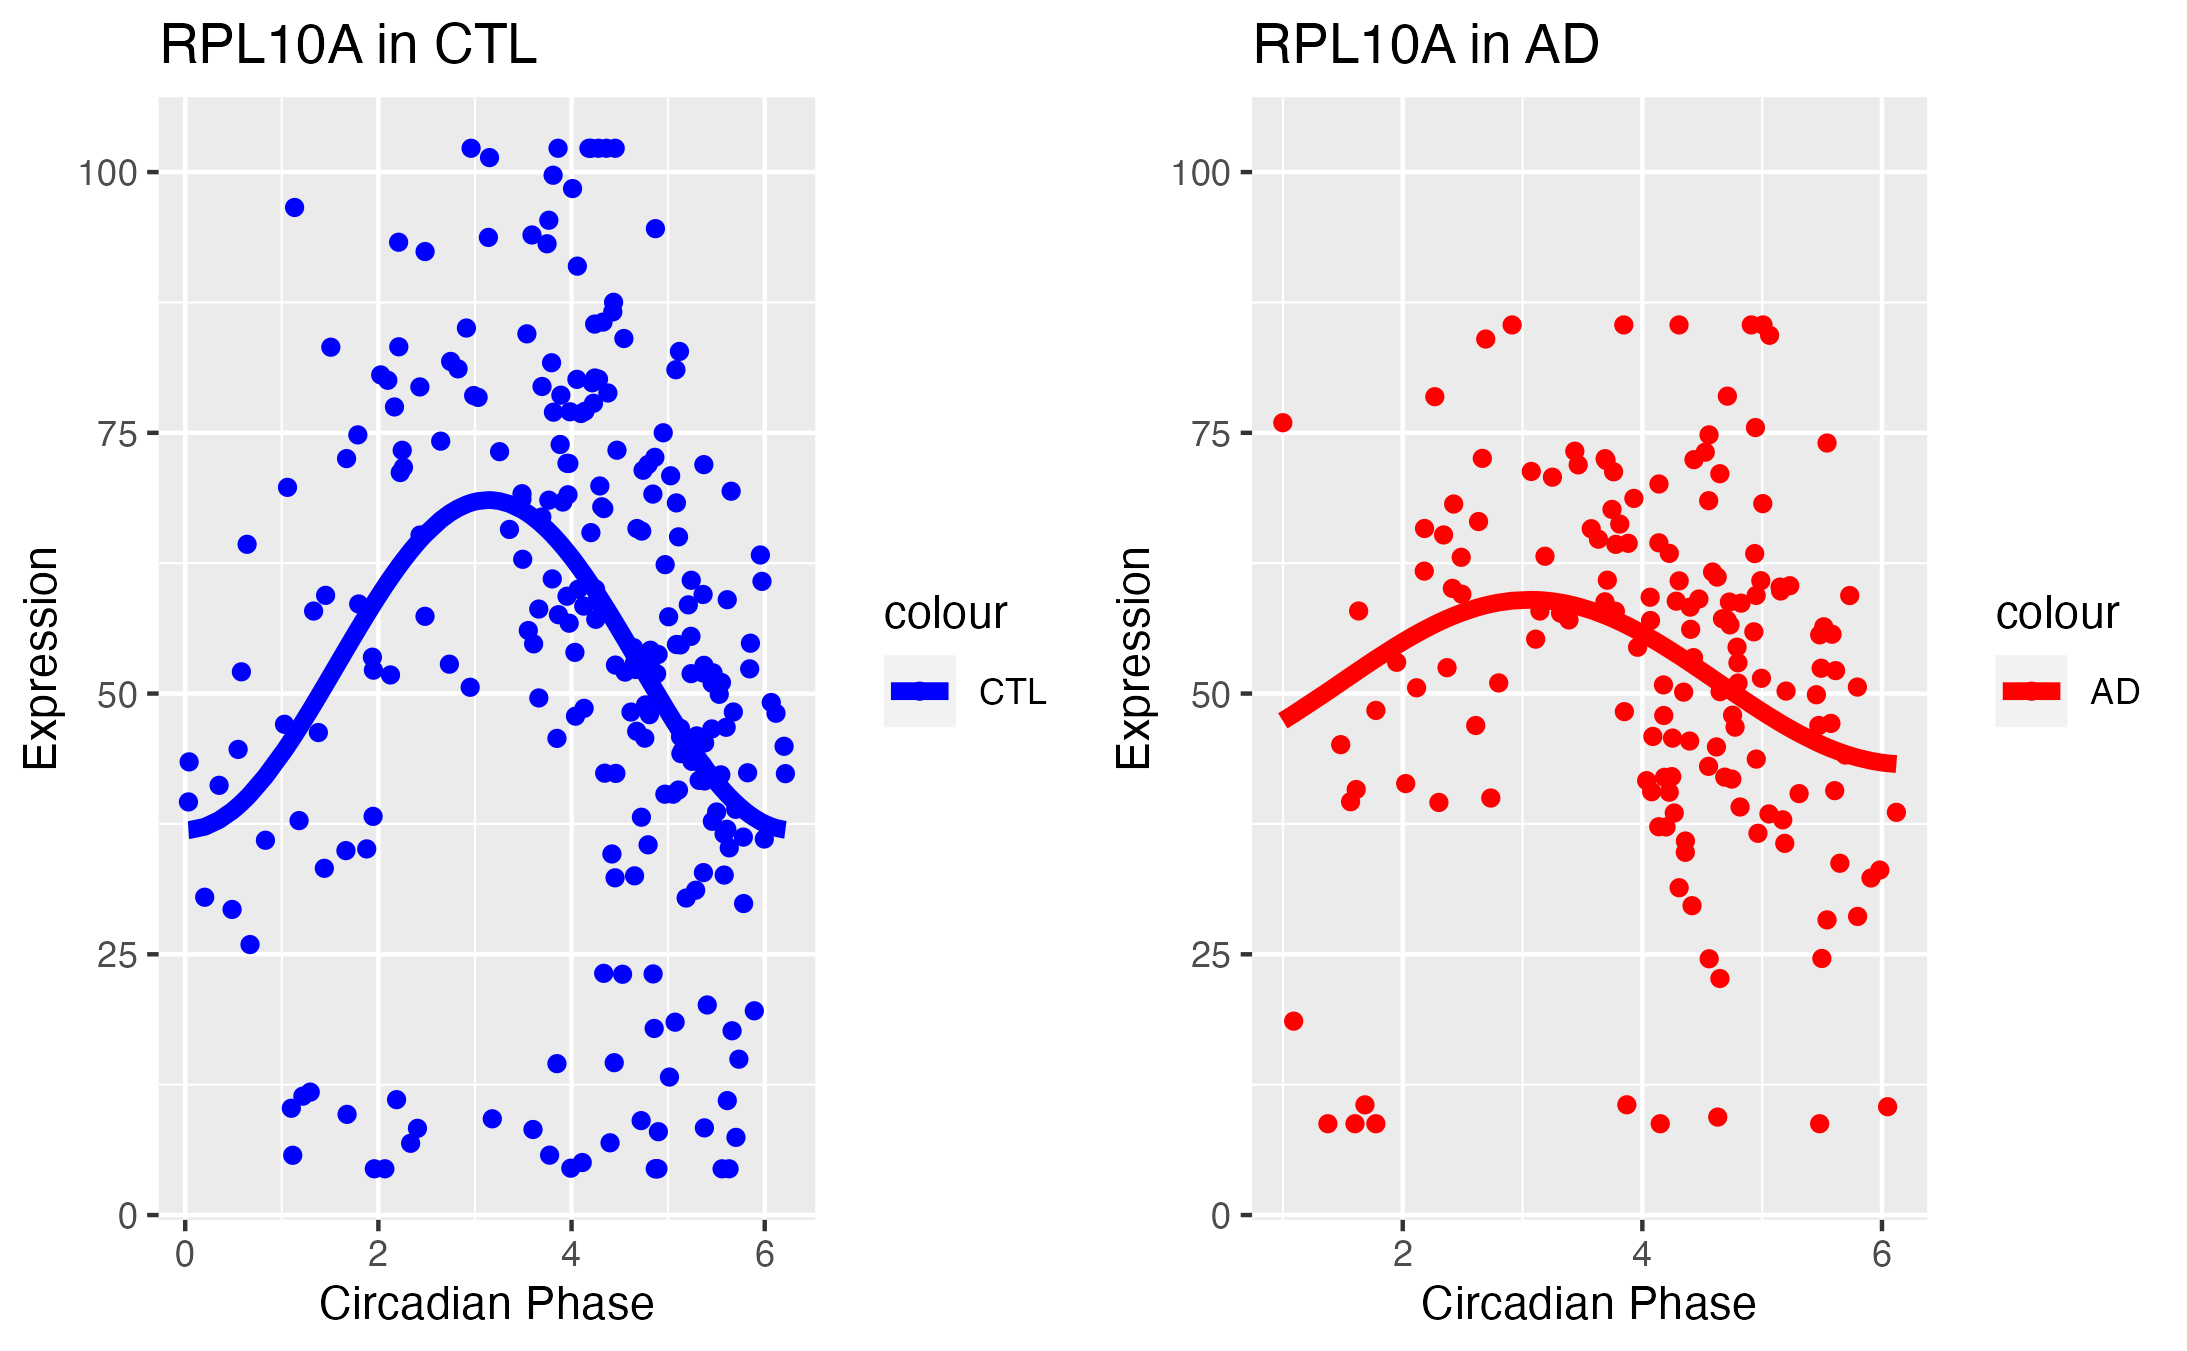 RPL10A in CTL
100
75
50
25
0
Expression
0 2 4 6
Circadian Phase
colour
CTL
RPL10A in AD
100
75
50
25
0
Expression
2 4 6
Circadian Phase
colour
AD